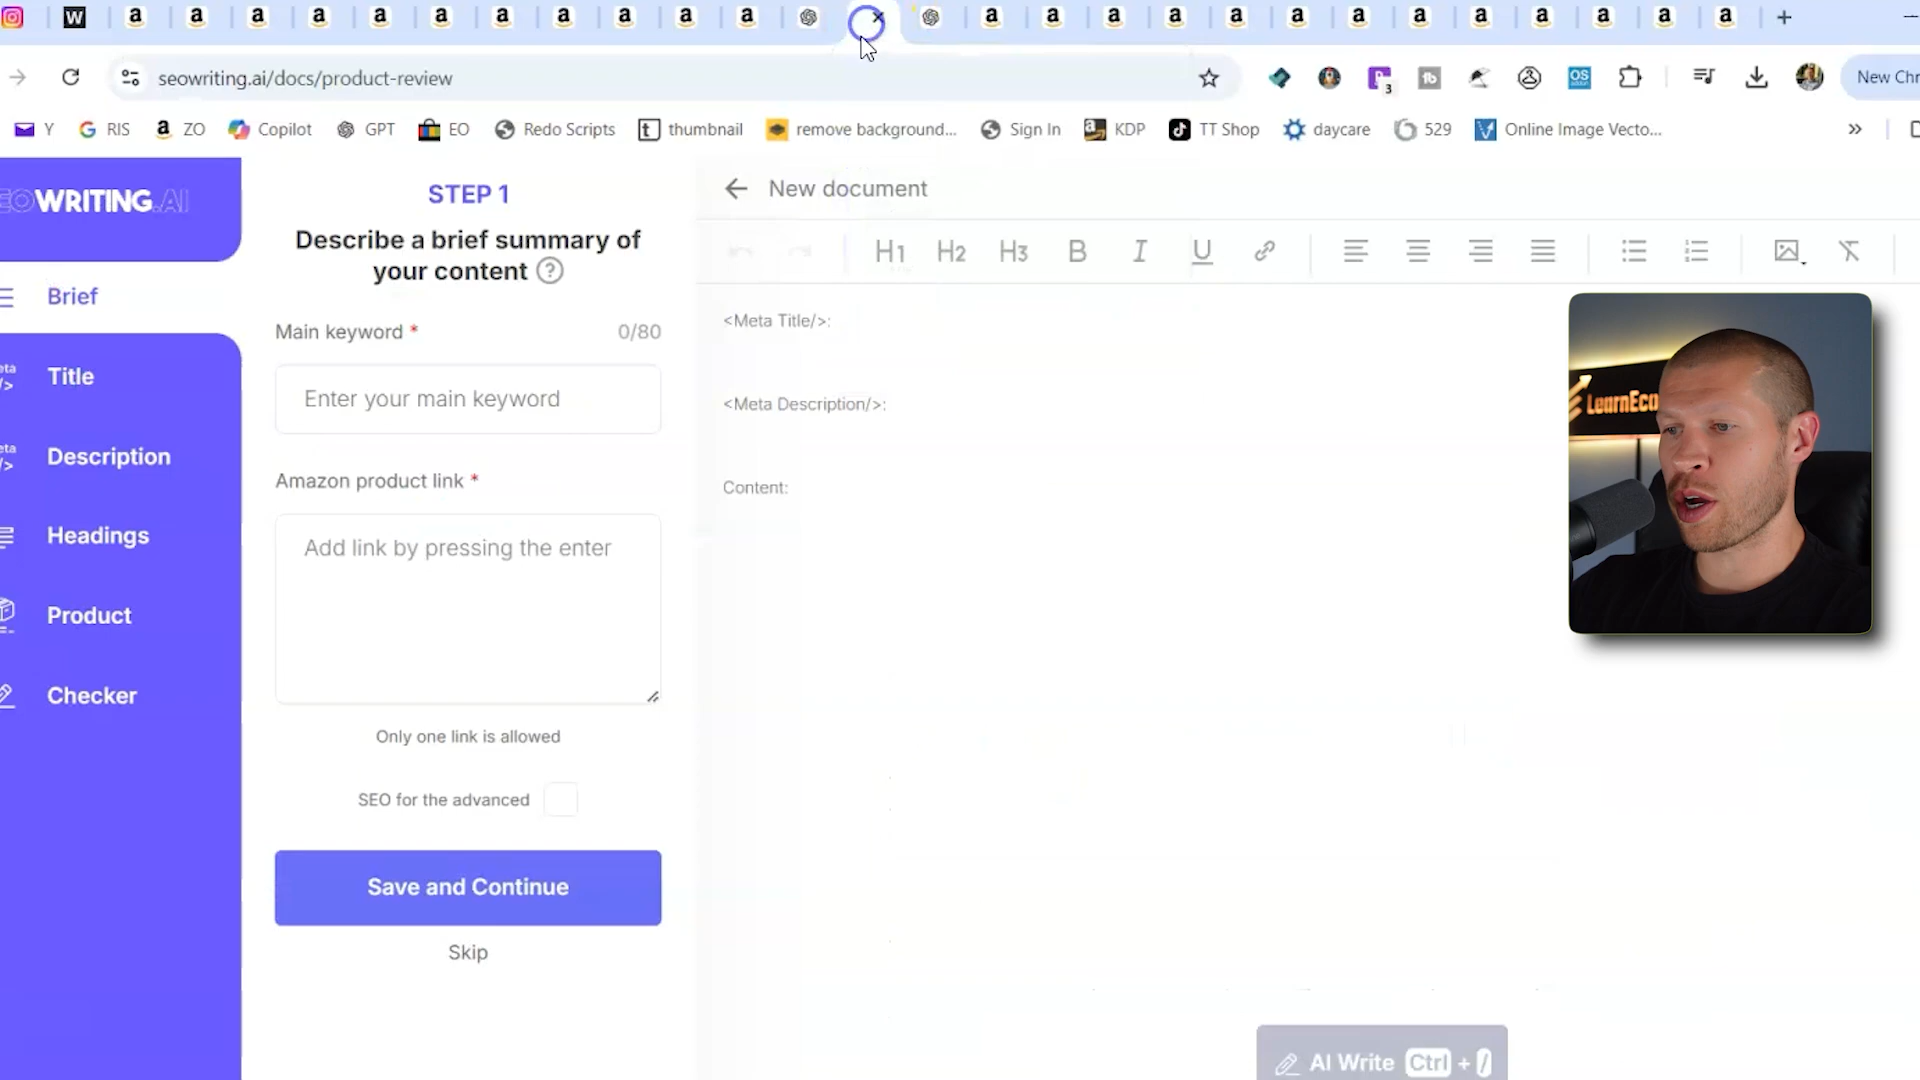 seowriting.ai/docs/product-review
3
New Chr
Y
RIS
ZO
Copilot
GPT
EO
Redo Scripts
thumbnail
remove background...
Sign In
KDP
TT Shop
daycare
529
Online Image Vecto...
EOWRITING.AI
Brief
Title
Description
Headings
Product
Checker
STEP 1
Describe a brief summary of
your content ?
Main keyword * 0/80
Enter your main keyword
Amazon product link *
Add link by pressing the enter
Only one link is allowed
SEO for the advanced
Save and Continue
Skip
New document
H1 H2 H3 B I U
<Meta Title/>:
<Meta Description/>:
Content:
LearnEco
AI Write Ctrl + /